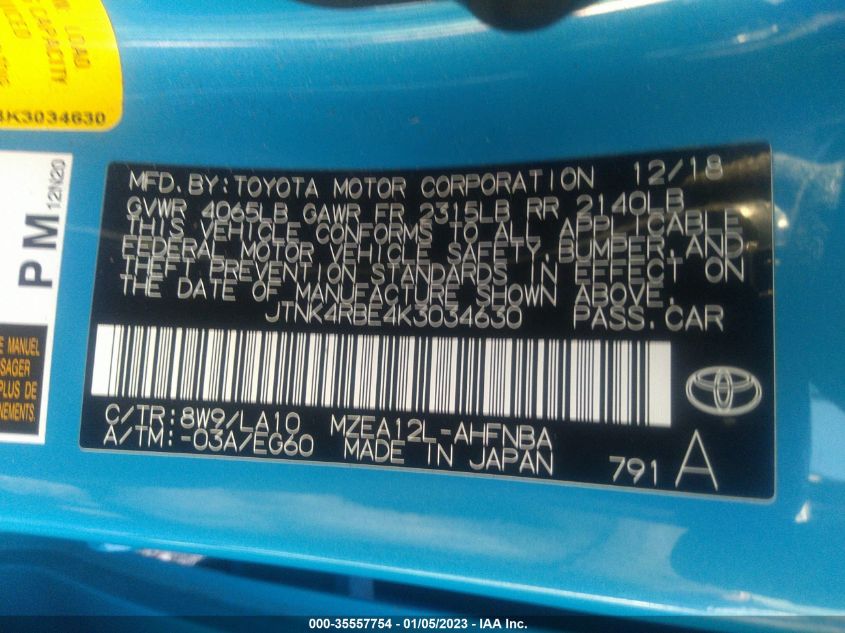 LOAD
CAPACITY
K3034630
PM 12N20
MANUEL
PLUS DE
MFD. BY: TOYOTA MOTOR CORPORATION 12/18
GVWR 4065LB GAWR FR 2315LB RR 2140LB
THIS VEHICLE CONFORMS TO ALL APPLICABLE
FEDERAL MOTOR VEHICLE SAFETY, BUMPER AND
THEFT PREVENTION STANDARDS IN EFFECT ON
THE DATE OF MANUFACTURE SHOWN ABOVE.
JTNK4RBE4K3034630 PASS. CAR
C/TR: 8W9/LA10 MZEA12L-AHFNBA
A/TM: -03A/EG60 MADE IN JAPAN 791 A
000-35557754 - 01/05/2023 - IAA Inc.